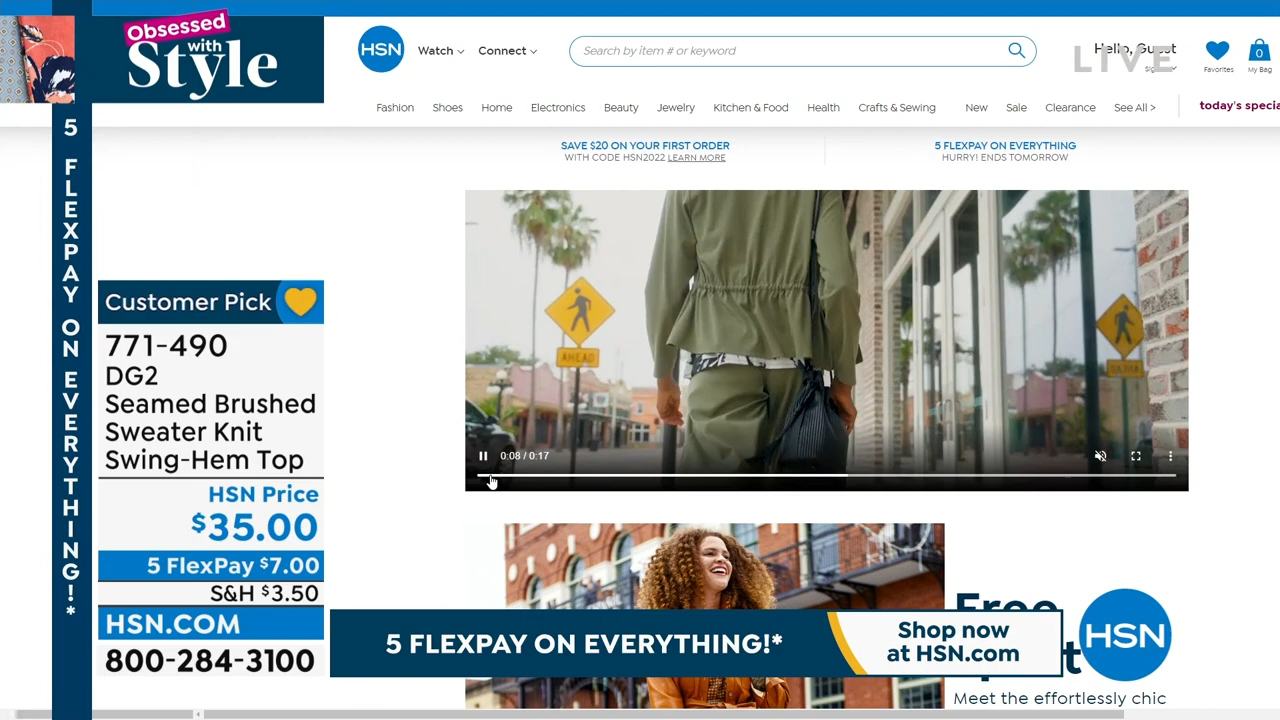 Obsessed
with
Style
5 FLEXPAY ON EVERYTHING!*
HSN
Watch
Connect
Search by item # or keyword
Hello, Guest
LIVE
Favorites
0
My Bag
Fashion
Shoes
Home
Electronics
Beauty
Jewelry
Kitchen & Food
Health
Crafts & Sewing
New
Sale
Clearance
See All >
today's specia
SAVE $20 ON YOUR FIRST ORDER
WITH CODE HSN2022 LEARN MORE
5 FLEXPAY ON EVERYTHING
HURRY! ENDS TOMORROW
AHEAD
0:08 / 0:17
Customer Pick
771-490
DG2
Seamed Brushed
Sweater Knit
Swing-Hem Top
HSN Price
$35.00
5 FlexPay $7.00
S&H $3.50
HSN.COM
800-284-3100
5 FLEXPAY ON EVERYTHING!*
Shop now
at HSN.com
HSN
Free
Meet the effortlessly chic